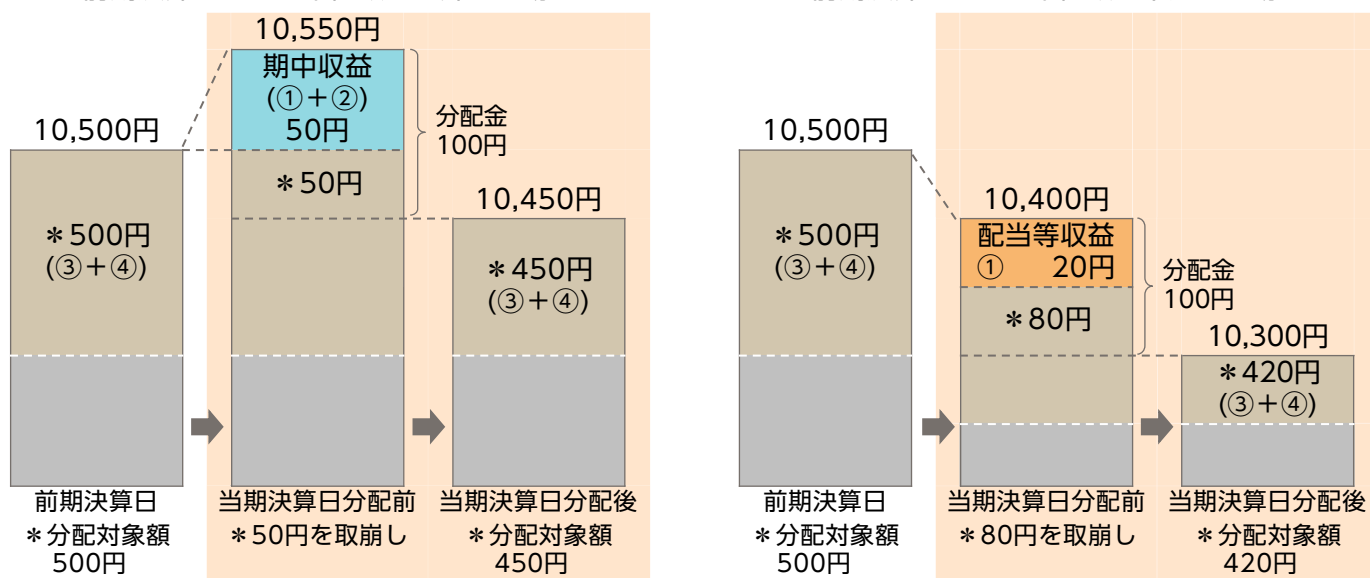 10,550円
期中収益
(①＋②)
50円
分配金
100円
10,500円
＊50円
10,450円
＊500円
(③＋④)
＊450円
(③＋④)
前期決算日
当期決算日分配前
当期決算日分配後
＊分配対象額
500円
＊50円を取崩し
＊分配対象額
450円
10,500円
10,400円
配当等収益
① 20円
分配金
100円
＊500円
(③＋④)
＊80円
10,300円
＊420円
(③＋④)
前期決算日
当期決算日分配前
当期決算日分配後
＊分配対象額
500円
＊80円を取崩し
＊分配対象額
420円